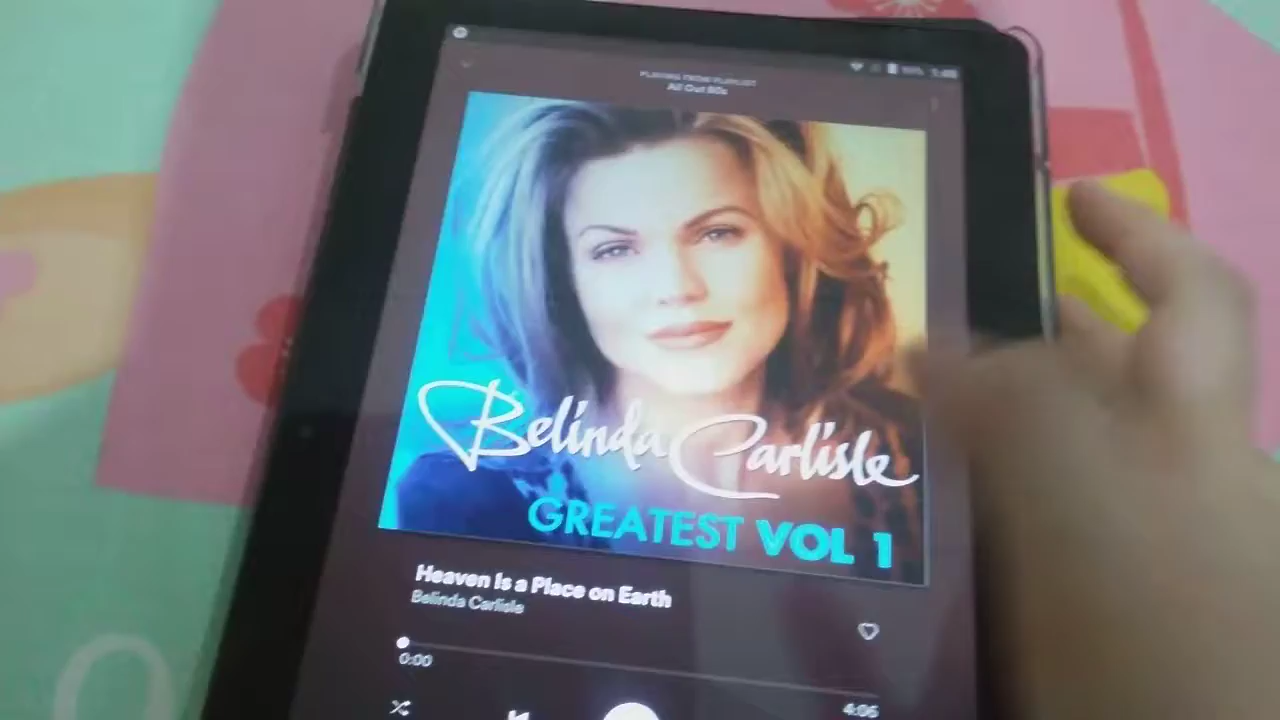 PLAYING FROM PLAYLIST
All Out 80s
Belinda Carlisle
GREATEST VOL 1
Heaven Is a Place on Earth
Belinda Carlisle
0:00
4:06